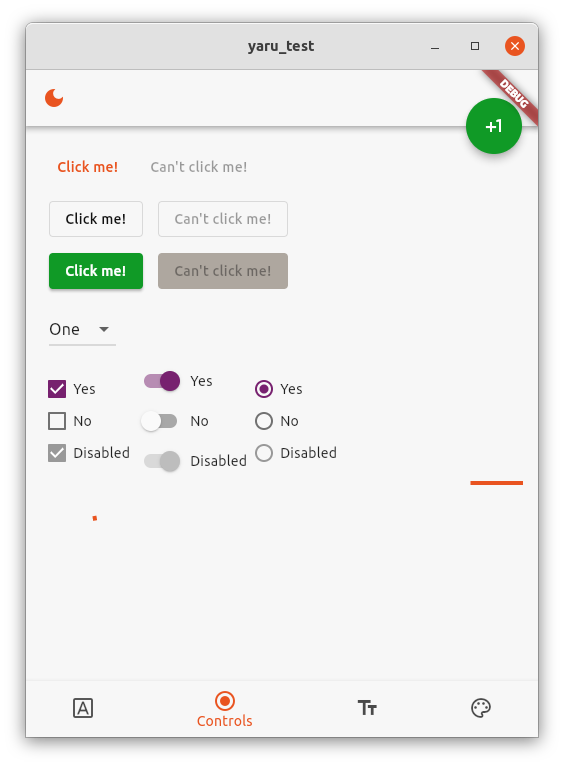 yaru_test
DEBUG
+1
Click me! Can't click me!
Click me! Can't click me!
Click me! Can't click me!
One
Yes Yes Yes
No No No
Disabled Disabled Disabled
A Tt
Controls